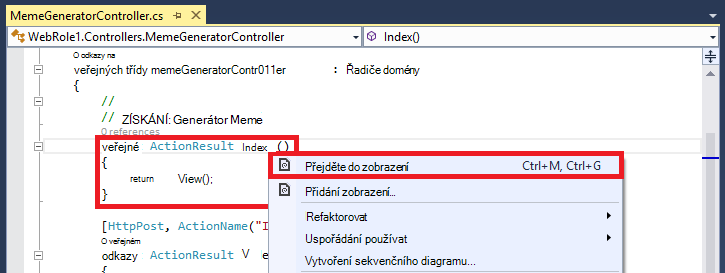 MemeGeneratorController.cs
WebRole1.Controllers.MemeGeneratorController Index()
O odkazy na
veřejných třídy memeGeneratorContr011er : Řadiče domény
{
//
// ZÍSKÁNÍ: Generátor Meme
0 references
veřejné ActionResult Index ()
{
return View();
}
Přejděte do zobrazení Ctrl+M, Ctrl+G
Přidání zobrazení...
Refaktorovat
Uspořádání používat
Vytvoření sekvenčního diagramu...
[HttpPost, ActionName("I
O veřejném
odkazy ActionResult V e
{